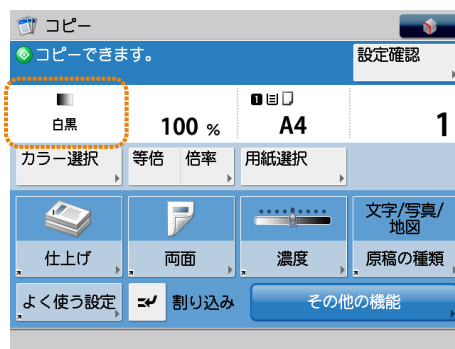 コピー
コピーできます。
設定確認
白黒
100 %
1
A4
1
カラー選択
等倍
倍率
用紙選択
文字/写真/
地図
仕上げ
両面
濃度
原稿の種類
よく使う設定
割り込み
その他の機能